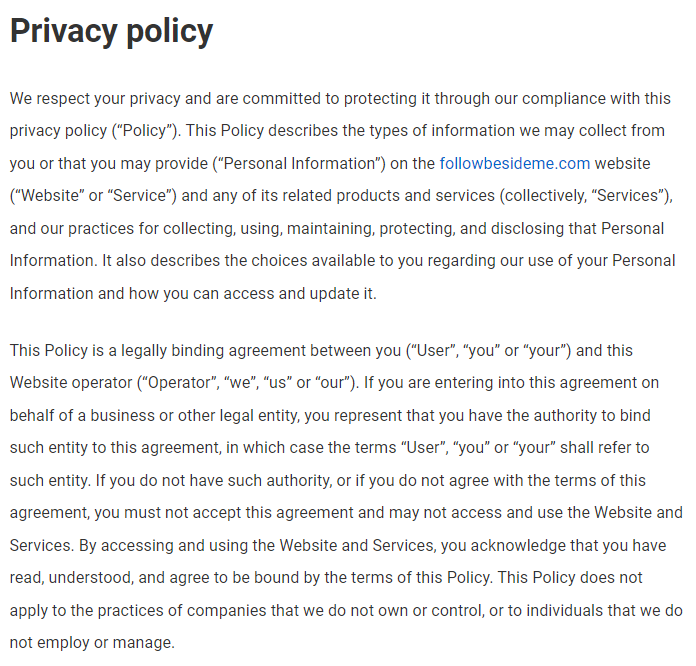 Privacy policy
We respect your privacy and are committed to protecting it through our compliance with this
privacy policy (“Policy”). This Policy describes the types of information we may collect from
you or that you may provide (“Personal Information”) on the followbesideme.com website
(“Website” or “Service”) and any of its related products and services (collectively, “Services”),
and our practices for collecting, using, maintaining, protecting, and disclosing that Personal
Information. It also describes the choices available to you regarding our use of your Personal
Information and how you can access and update it.
This Policy is a legally binding agreement between you (“User”, “you” or “your”) and this
Website operator (“Operator”, “we”, “us” or “our”). If you are entering into this agreement on
behalf of a business or other legal entity, you represent that you have the authority to bind
such entity to this agreement, in which case the terms “User”, “you” or “your” shall refer to
such entity. If you do not have such authority, or if you do not agree with the terms of this
agreement, you must not accept this agreement and may not access and use the Website and
Services. By accessing and using the Website and Services, you acknowledge that you have
read, understood, and agree to be bound by the terms of this Policy. This Policy does not
apply to the practices of companies that we do not own or control, or to individuals that we do
not employ or manage.